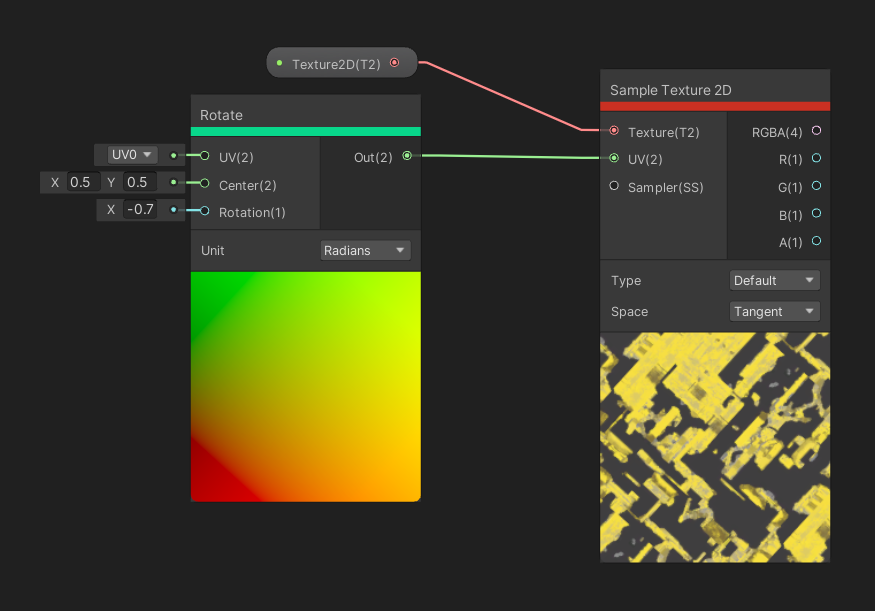 Texture2D(T2)
Rotate
UV0 UV(2) Out(2)
X 0.5 Y 0.5 Center(2)
X -0.7 Rotation(1)
Unit Radians
Sample Texture 2D
Texture(T2) RGBA(4)
UV(2) R(1)
Sampler(SS) G(1)
B(1)
A(1)
Type Default
Space Tangent